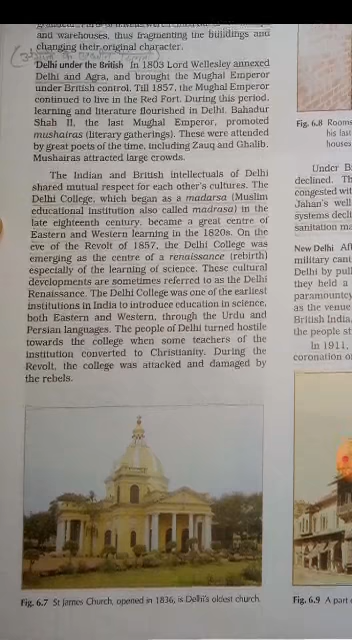 and warehouses, thus fragmenting the buildings and
changing their original character.
Delhi under the British In 1803 Lord Wellesley annexed
Delhi and Agra, and brought the Mughal Emperor
under British control. Till 1857, the Mughal Emperor
continued to live in the Red Fort. During this period,
learning and literature flourished in Delhi. Bahadur
Shah II, the last Mughal Emperor, promoted
mushairas (literary gatherings). These were attended
by great poets of the time, including Zauq and Ghalib.
Mushairas attracted large crowds.
The Indian and British intellectuals of Delhi
shared mutual respect for each other's cultures. The
Delhi College, which began as a madarsa (Muslim
educational institution also called madrasa) in the
late eighteenth century, became a great centre of
Eastern and Western learning in the 1820s. On the
eve of the Revolt of 1857, the Delhi College was
emerging as the centre of a renaissance (rebirth)
especially of the learning of science. These cultural
developments are sometimes referred to as the Delhi
Renaissance. The Delhi College was one of the earliest
institutions in India to introduce education in science,
both Eastern and Western, through the Urdu and
Persian languages. The people of Delhi turned hostile
towards the college when some teachers of the
institution converted to Christianity. During the
Revolt, the college was attacked and damaged by
the rebels.
Fig. 6.7 St James Church, opened in 1836, is Delhi's oldest church.
Fig. 6.8 Rooms
his
houses
Under B
declined. Th
congested wit
Jahan's well
systems decli
sanitation ma
New Delhi Af
military cant
Delhi by pull
they held a
paramountcy
as the venue
British India.
the people st
In 1911,
coronation o
Fig. 6.9 A part